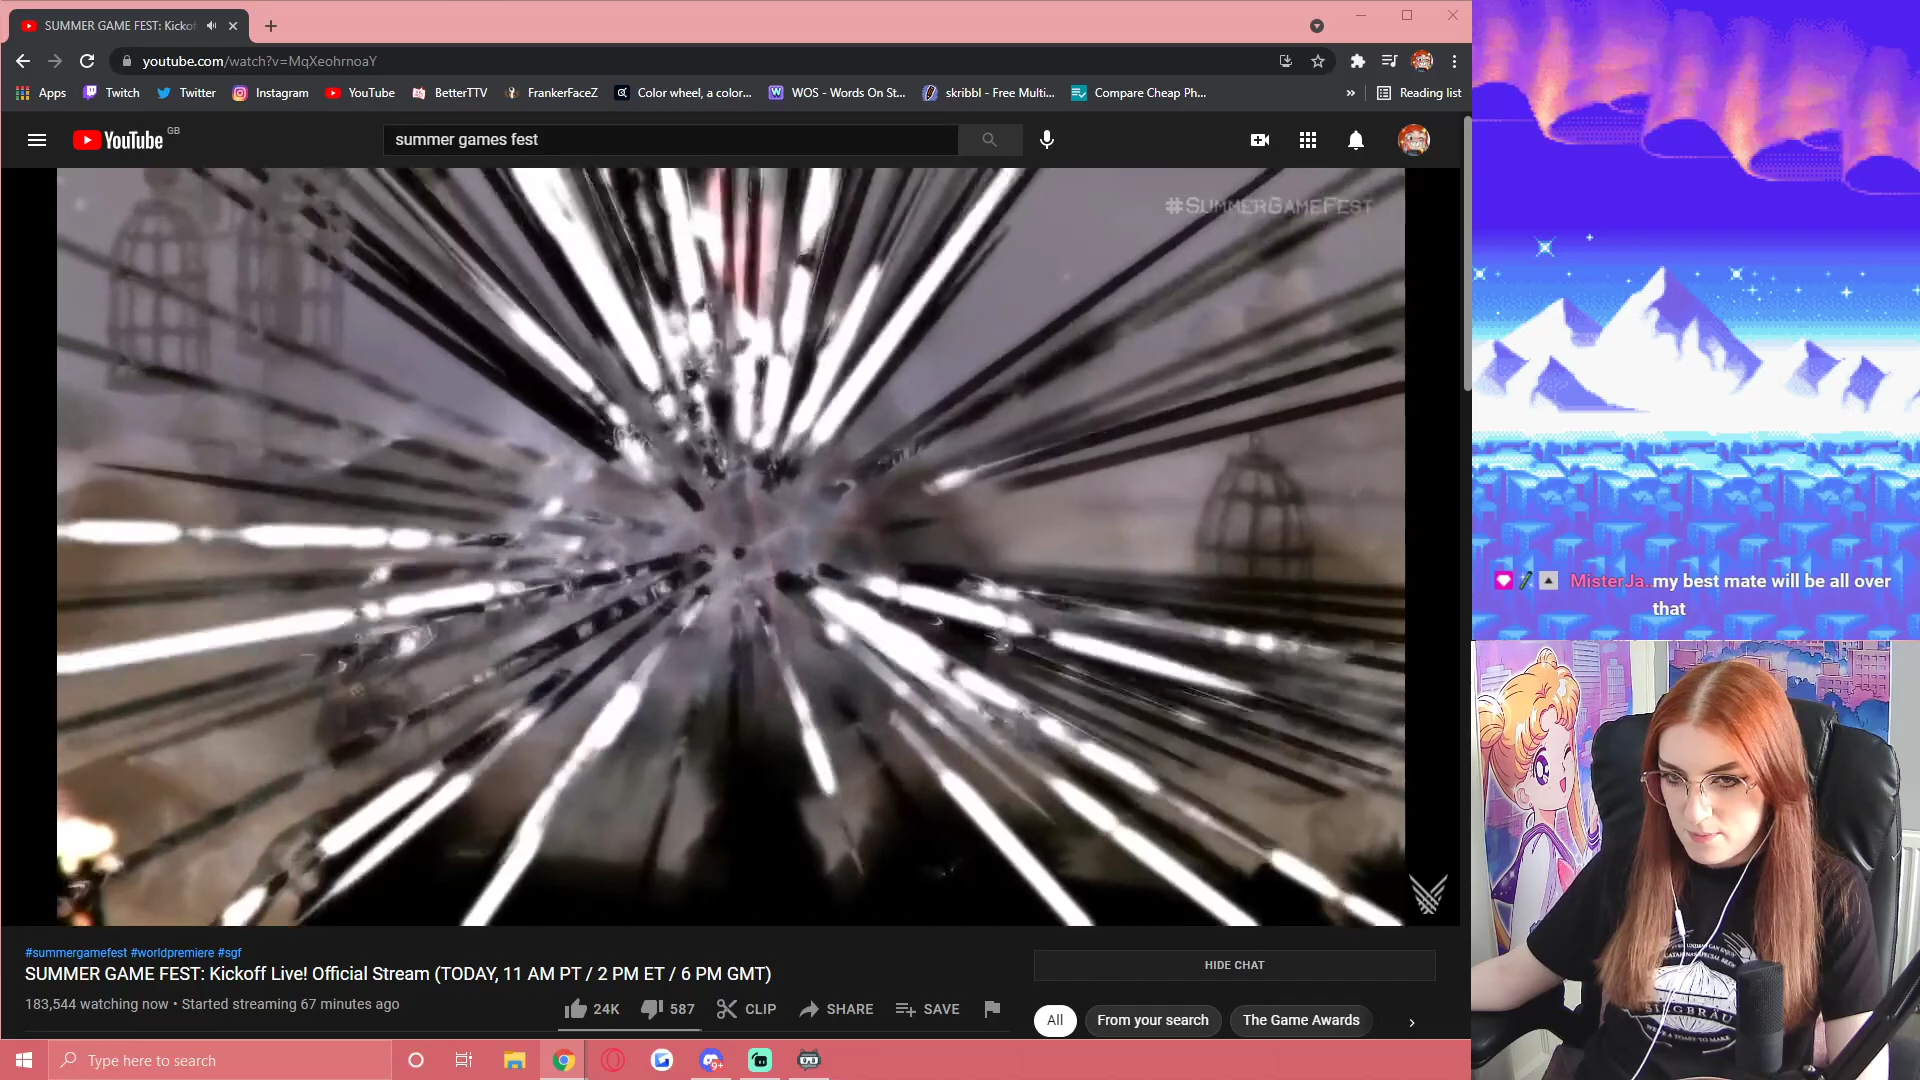 SUMMER GAME FEST: Kicko
youtube.com/watch?v=MqXeohrnoaY
Apps Twitch Twitter Instagram YouTube BetterTTV FrankerFaceZ Color wheel, a color... WOS - Words On St... skribbl - Free Multi... Compare Cheap Ph... » Reading list
YouTube GB
summer games fest
#SUMMERGAMEFEST
MisterJa..my best mate will be all over
that
#summergamefest #worldpremiere #sgf
SUMMER GAME FEST: Kickoff Live! Official Stream (TODAY, 11 AM PT / 2 PM ET / 6 PM GMT)
183,544 watching now • Started streaming 67 minutes ago
24K 587 CLIP SHARE SAVE
HIDE CHAT
All From your search The Game Awards
Type here to search
9+